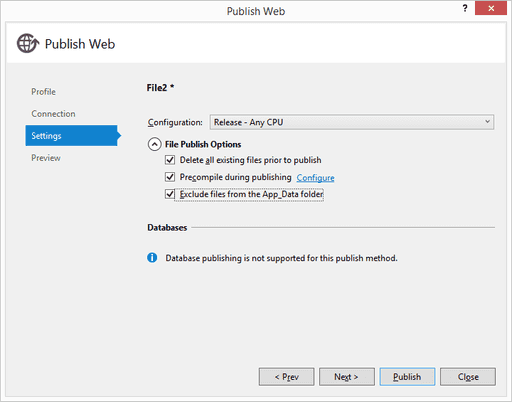 Publish Web
?
Publish Web
Profile
Connection
Settings
Preview
File2 *
Configuration: Release - Any CPU
File Publish Options
Delete all existing files prior to publish
Precompile during publishing Configure
Exclude files from the App_Data folder
Databases
Database publishing is not supported for this publish method.
< Prev Next > Publish Close